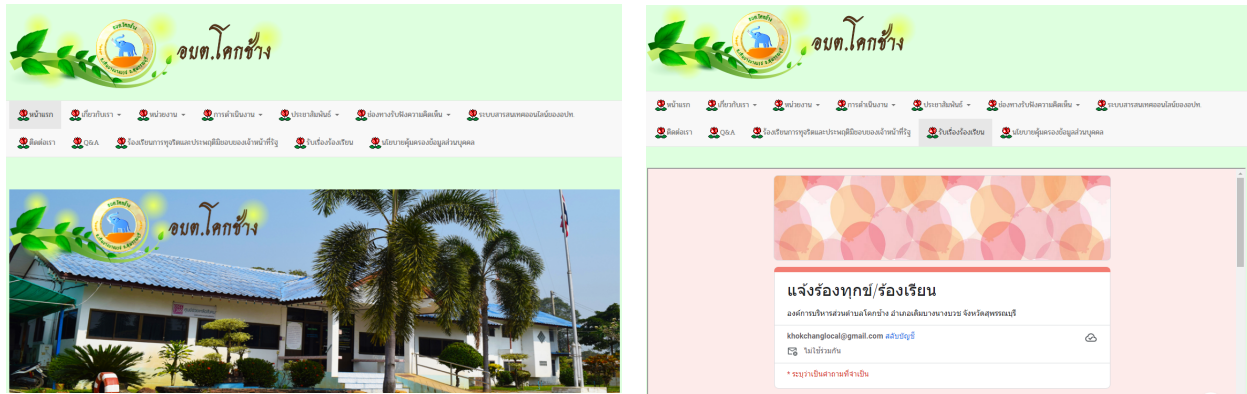 อบต.โคกช้าง
หน้าแรก เกี่ยวกับเรา หน่วยงาน การดำเนินงาน ประชาสัมพันธ์ ช่องทางรับฟังความคิดเห็น ระบบสารสนเทศออนไลน์ของอปท.
ติดต่อเรา Q&A ร้องเรียนการทุจริตและประพฤติมิชอบของเจ้าหน้าที่รัฐ รับเรื่องร้องเรียน นโยบายคุ้มครองข้อมูลส่วนบุคคล
อบต.โคกช้าง
อบต.โคกช้าง
หน้าแรก เกี่ยวกับเรา หน่วยงาน การดำเนินงาน ประชาสัมพันธ์ ช่องทางรับฟังความคิดเห็น ระบบสารสนเทศออนไลน์ของอปท.
ติดต่อเรา Q&A ร้องเรียนการทุจริตและประพฤติมิชอบของเจ้าหน้าที่รัฐ รับเรื่องร้องเรียน นโยบายคุ้มครองข้อมูลส่วนบุคคล
แจ้งร้องทุกข์/ร้องเรียน
องค์การบริหารส่วนตำบลโคกช้าง อำเภอเดิมบางนางบวช จังหวัดสุพรรณบุรี
khokchanglocal@gmail.com สลับบัญชี
ไม่ใช้ร่วมกัน
* ระบุว่าเป็นคำถามที่จำเป็น